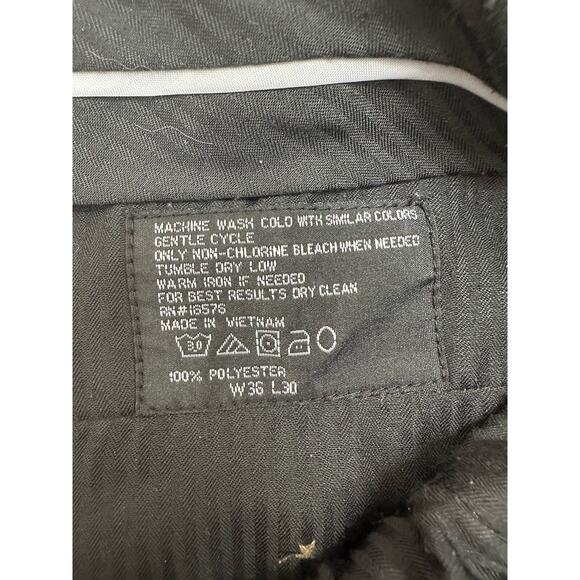 MACHINE WASH COLD WITH SIMILAR COLORS
GENTLE CYCLE
ONLY NON-CHLORINE BLEACH WHEN NEEDED
TUMBLE DRY LOW
WARM IRON IF NEEDED
FOR BEST RESULTS DRY CLEAN
RN#16576
MADE IN VIETNAM
30
100% POLYESTER
W36 L30